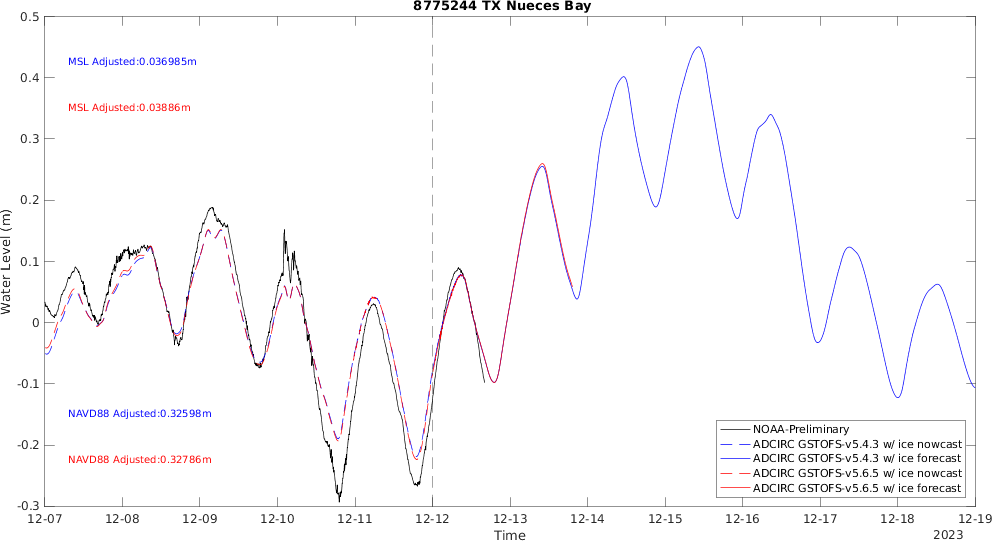 8775244 TX Nueces Bay
0.5
0.4
0.3
0.2
0.1
0
-0.1
-0.2
-0.3
Water Level (m)
MSL Adjusted:0.036985m
MSL Adjusted:0.03886m
NAVD88 Adjusted:0.32598m
NAVD88 Adjusted:0.32786m
NOAA-Preliminary
ADCIRC GSTOFS-v5.4.3 w/ ice nowcast
ADCIRC GSTOFS-v5.4.3 w/ ice forecast
ADCIRC GSTOFS-v5.6.5 w/ ice nowcast
ADCIRC GSTOFS-v5.6.5 w/ ice forecast
12-07 12-08 12-09 12-10 12-11 12-12 12-13 12-14 12-15 12-16 12-17 12-18 12-19
Time
2023